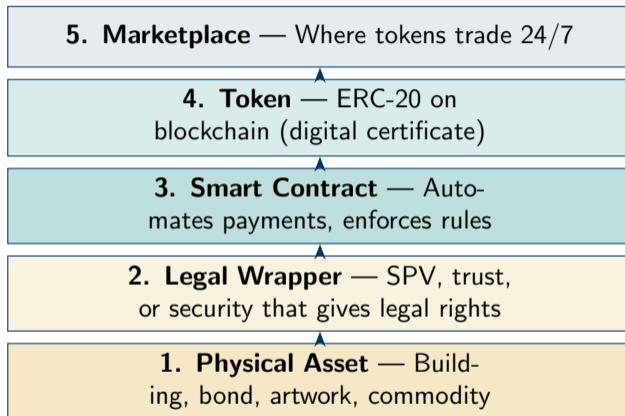 5. Marketplace — Where tokens trade 24/7
4. Token — ERC-20 on
blockchain (digital certificate)
3. Smart Contract — Auto-
mates payments, enforces rules
2. Legal Wrapper — SPV, trust,
or security that gives legal rights
1. Physical Asset — Build-
ing, bond, artwork, commodity